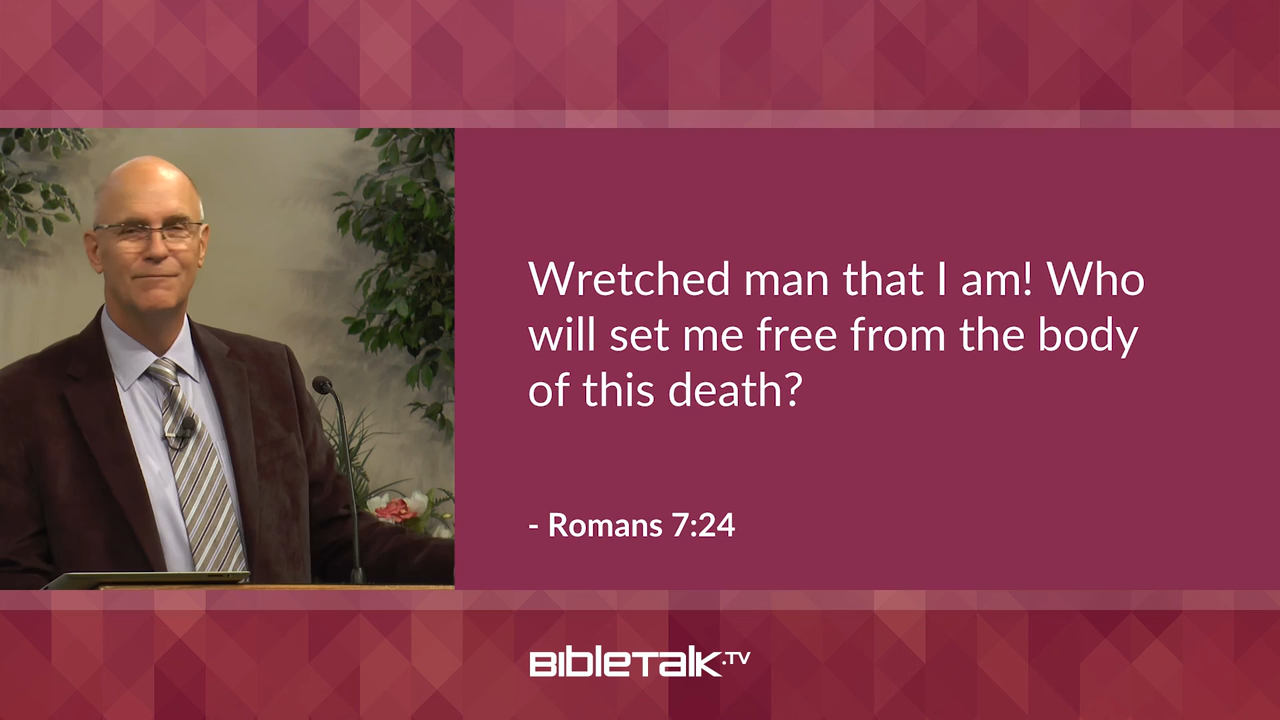 Wretched man that I am! Who
will set me free from the body
of this death?
- Romans 7:24
BIBLETALK.TV